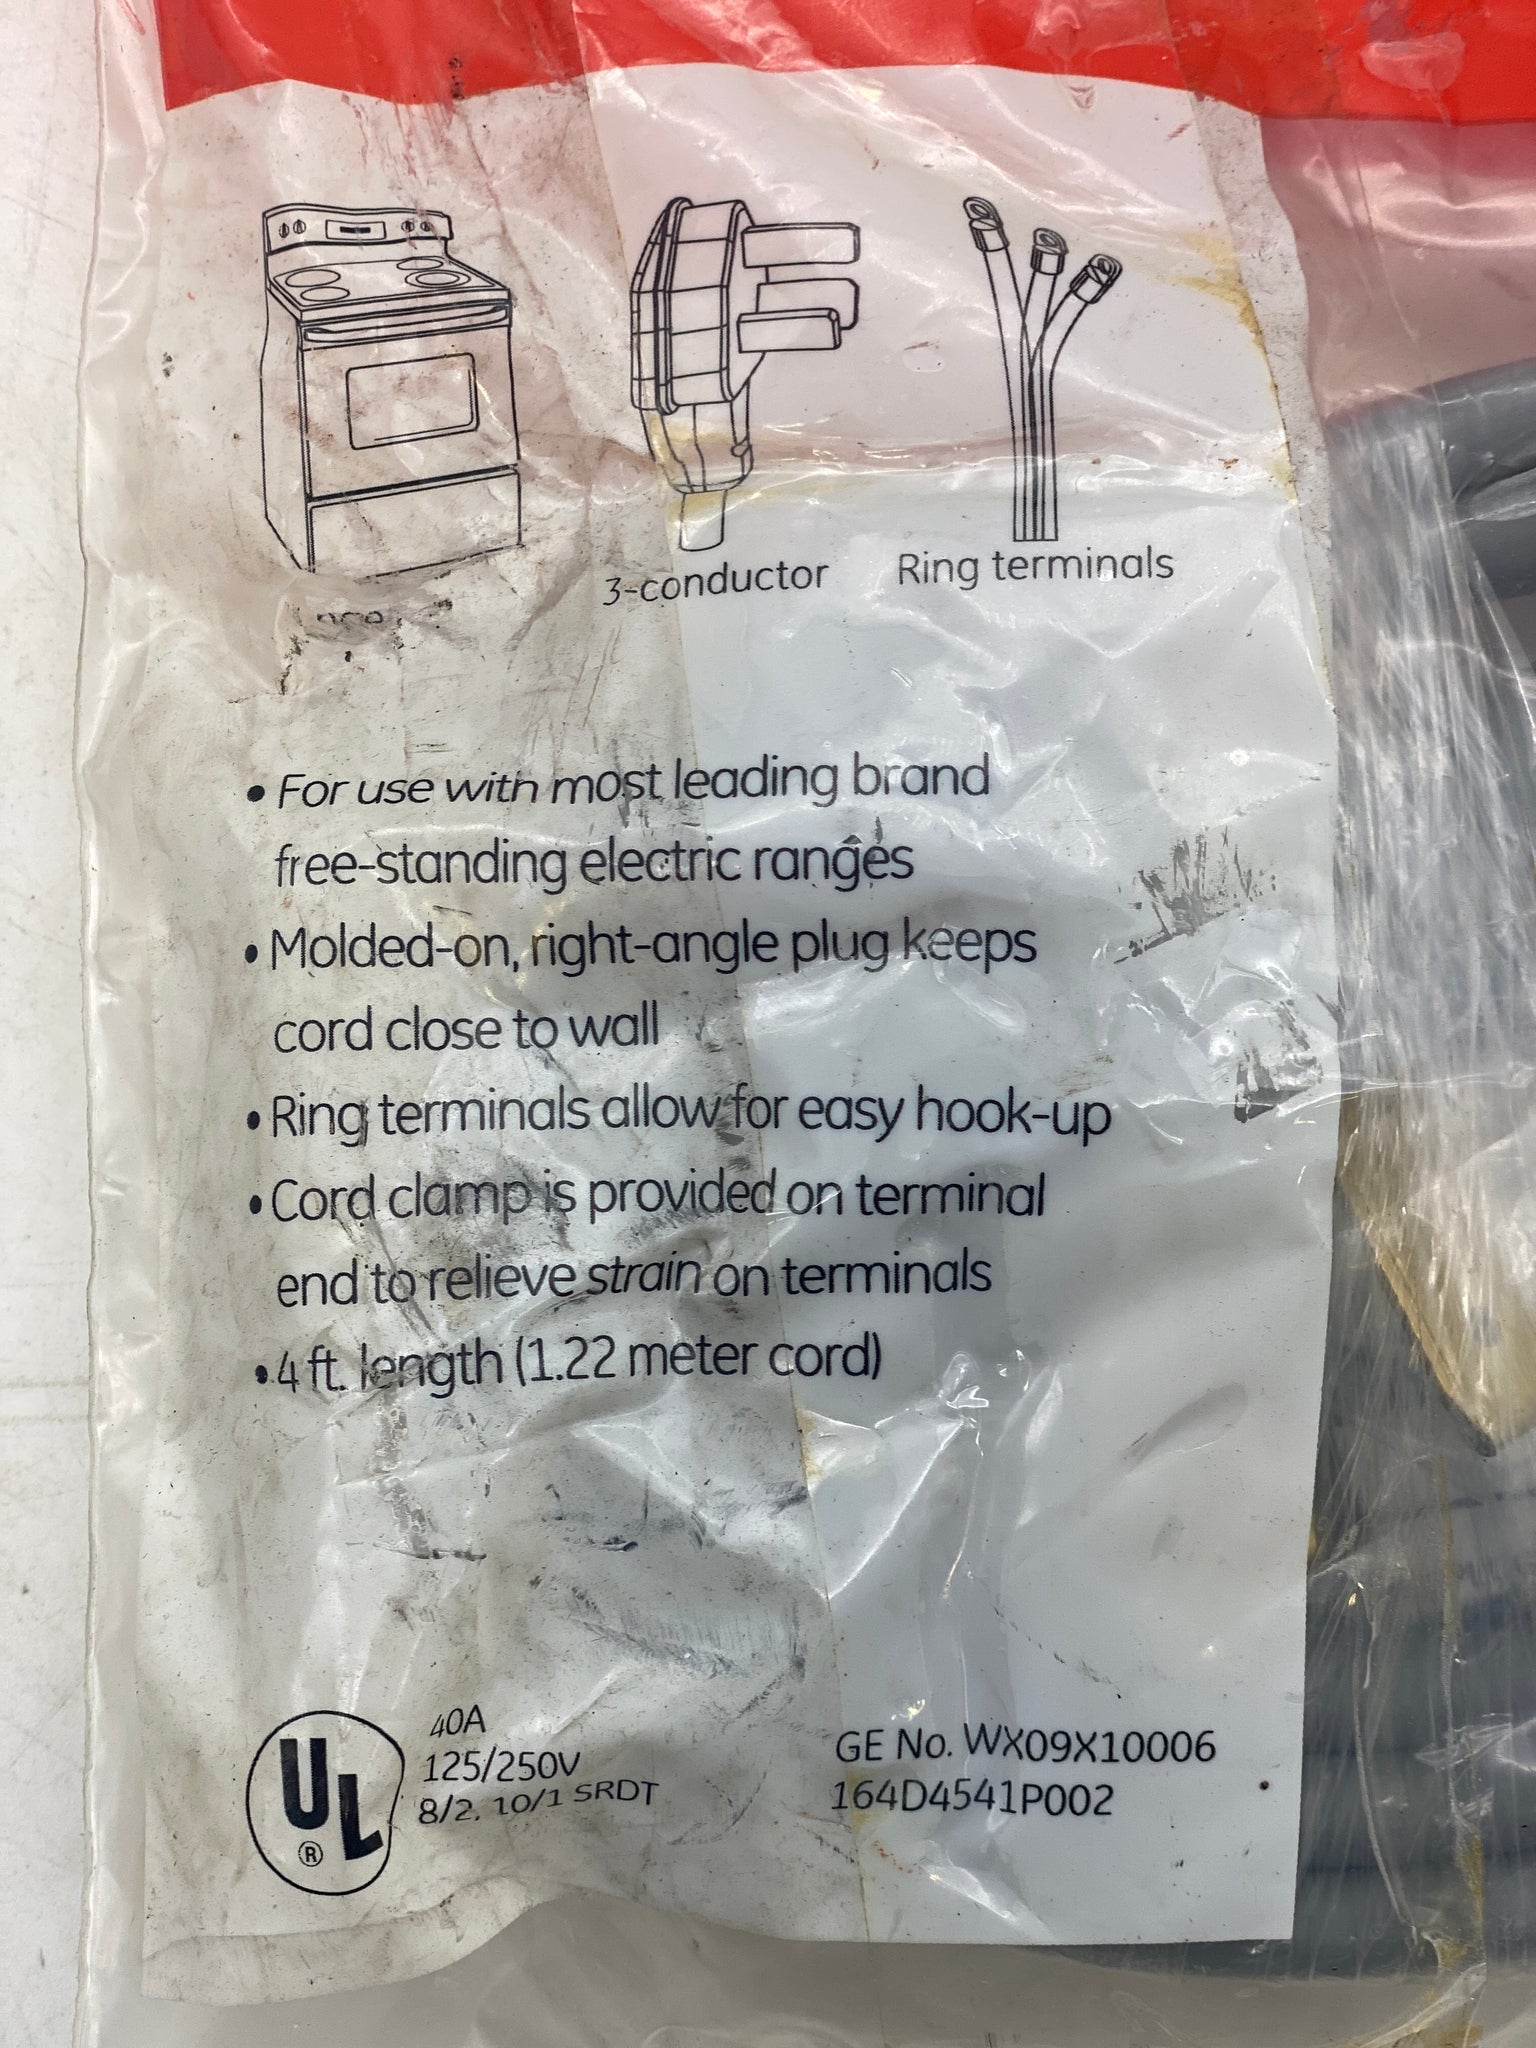 3-conductor
Ring terminals
• For use with most leading brand
free-standing electric ranges
• Molded-on, right-angle plug keeps
cord close to wall
• Ring terminals allow for easy hook-up
• Cord clamp is provided on terminal
end to relieve strain on terminals
• 4 ft. length (1.22 meter cord)
UL
®
40A
125/250V
8/2, 10/1 SRDT
GE No. WX09X10006
164D4541P002